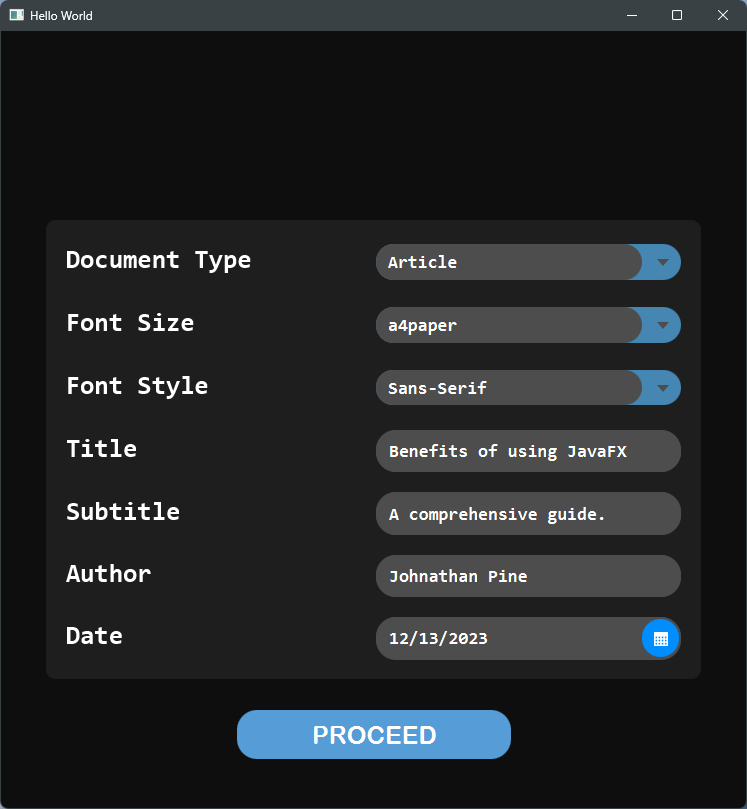 Hello World
Document Type Article
Font Size a4paper
Font Style Sans-Serif
Title Benefits of using JavaFX
Subtitle A comprehensive guide.
Author Johnathan Pine
Date 12/13/2023
PROCEED